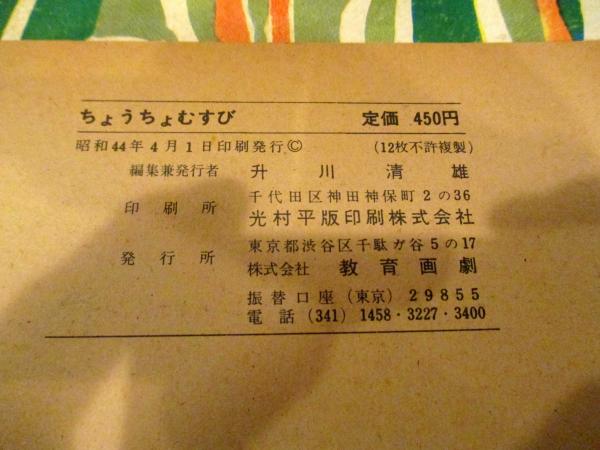 ちょうちょむすび 定価 450円
昭和44年4月1日印刷発行© (12枚不許複製)
編集兼発行者 升川清雄
千代田区神田神保町2の36
印刷所 光村平版印刷株式会社
東京都渋谷区千駄ガ谷5の17
発行所 株式会社 教育画劇
振替口座(東京)29855
電話(341)1458・3227・3400